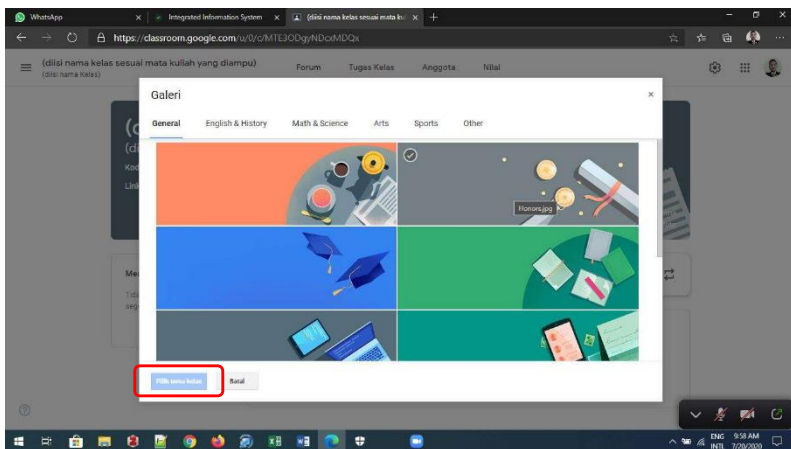 WhatsApp
Integrated Information System
(diisi nama kelas sesuai mata ku
https://classroom.google.com/u/0/c/MTE3ODgyNDcxMDQx
(diisi nama kelas sesuai mata kuliah yang diampu)
(diisi nama kelas)
Forum
Tugas Kelas
Anggota
Nilai
Galeri
General
English & History
Math & Science
Arts
Sports
Other
Honors.jpg
Pilih tema kelas
Batal
ENG
INTL
9:58 AM
7/20/2020